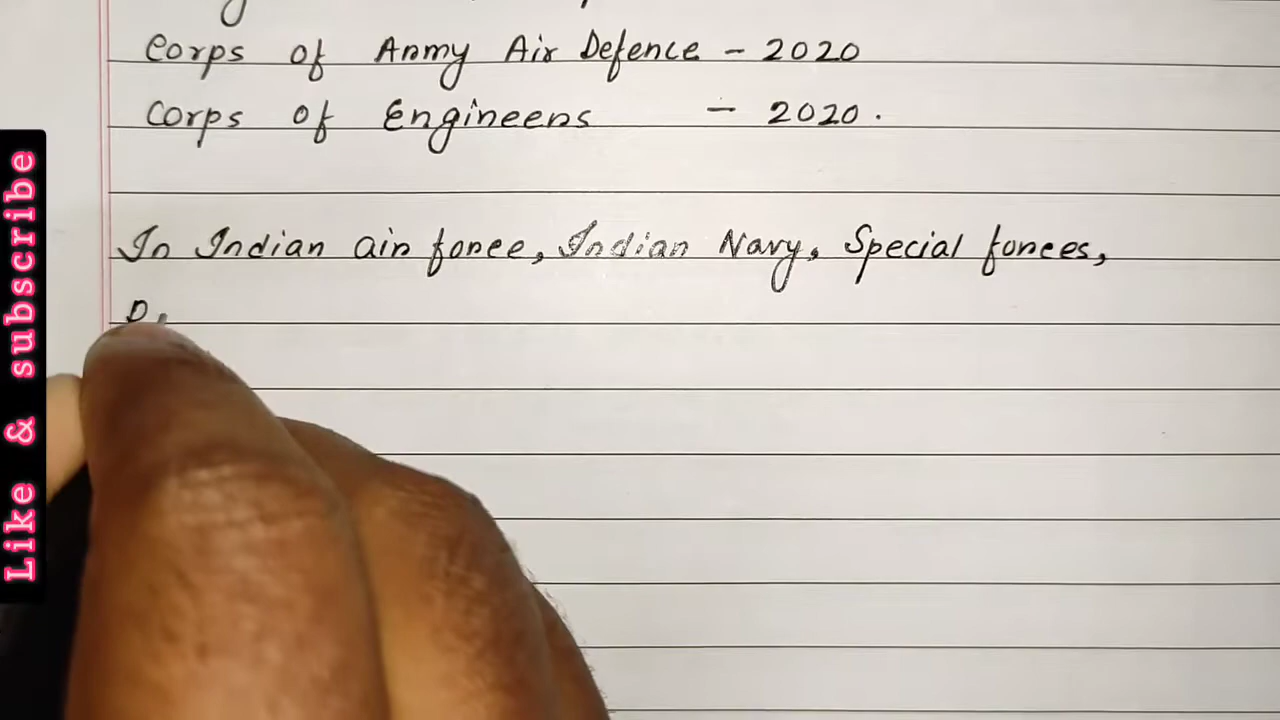 Corps of Army Air Defence - 2020
Corps of Engineers - 2020.
In Indian air force, Indian Navy, Special forces,
Like & subscribe